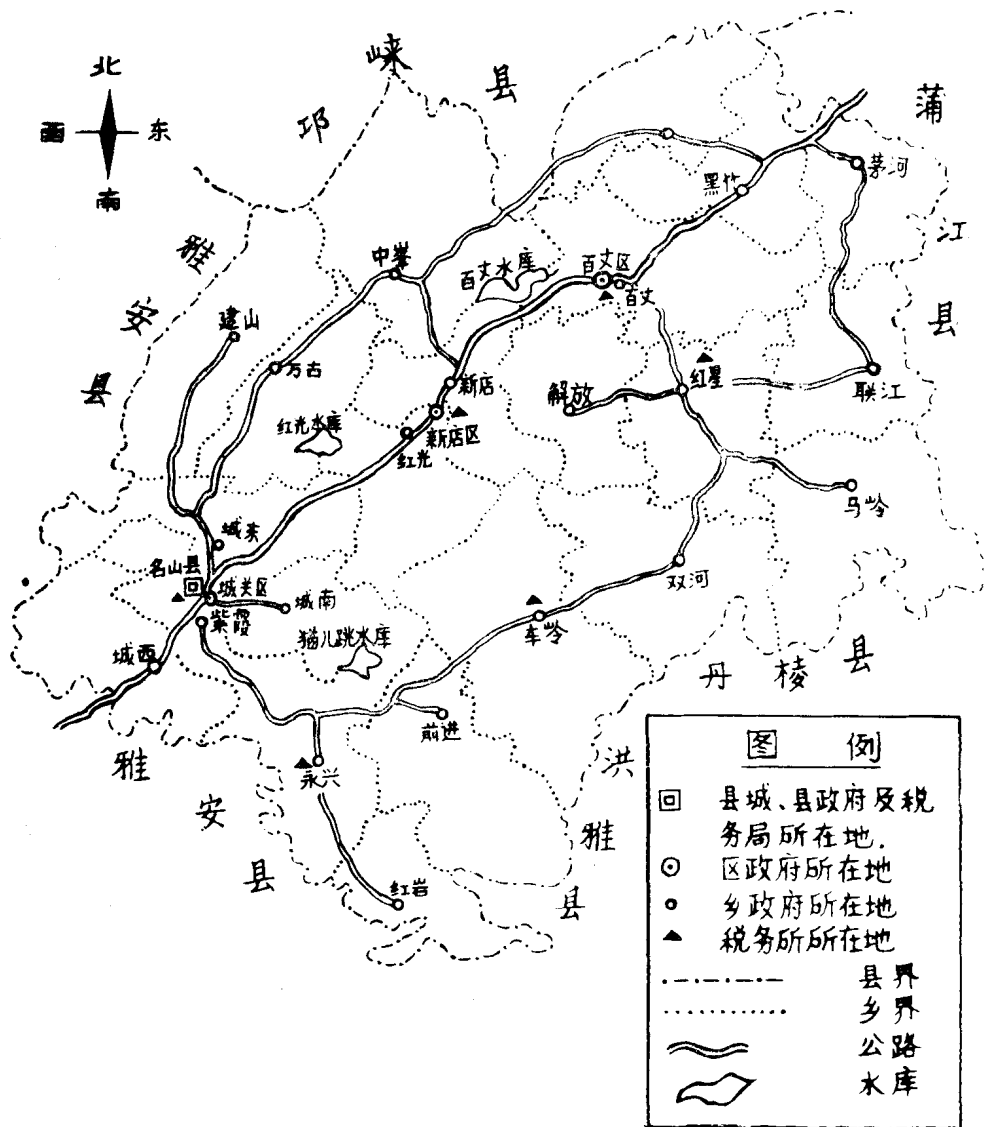 北
西
东
南
邛
崃
县
蒲
江
县
雅
安
县
黑竹
茅河
中峯
百丈水库
百丈区
百丈
建山
万古
新店
新店区
红光水库
红光
解放
红星
联江
马岭
城东
名山县
城关区
城南
紫霞
猫儿跳水库
城西
双河
车岭
前进
永兴
红岩
丹
棱
县
洪
雅
县
雅
安
县
图例
县城、县政府及税
务局所在地.
区政府所在地
乡政府所在地
税务所所在地
县界
乡界
公路
水库